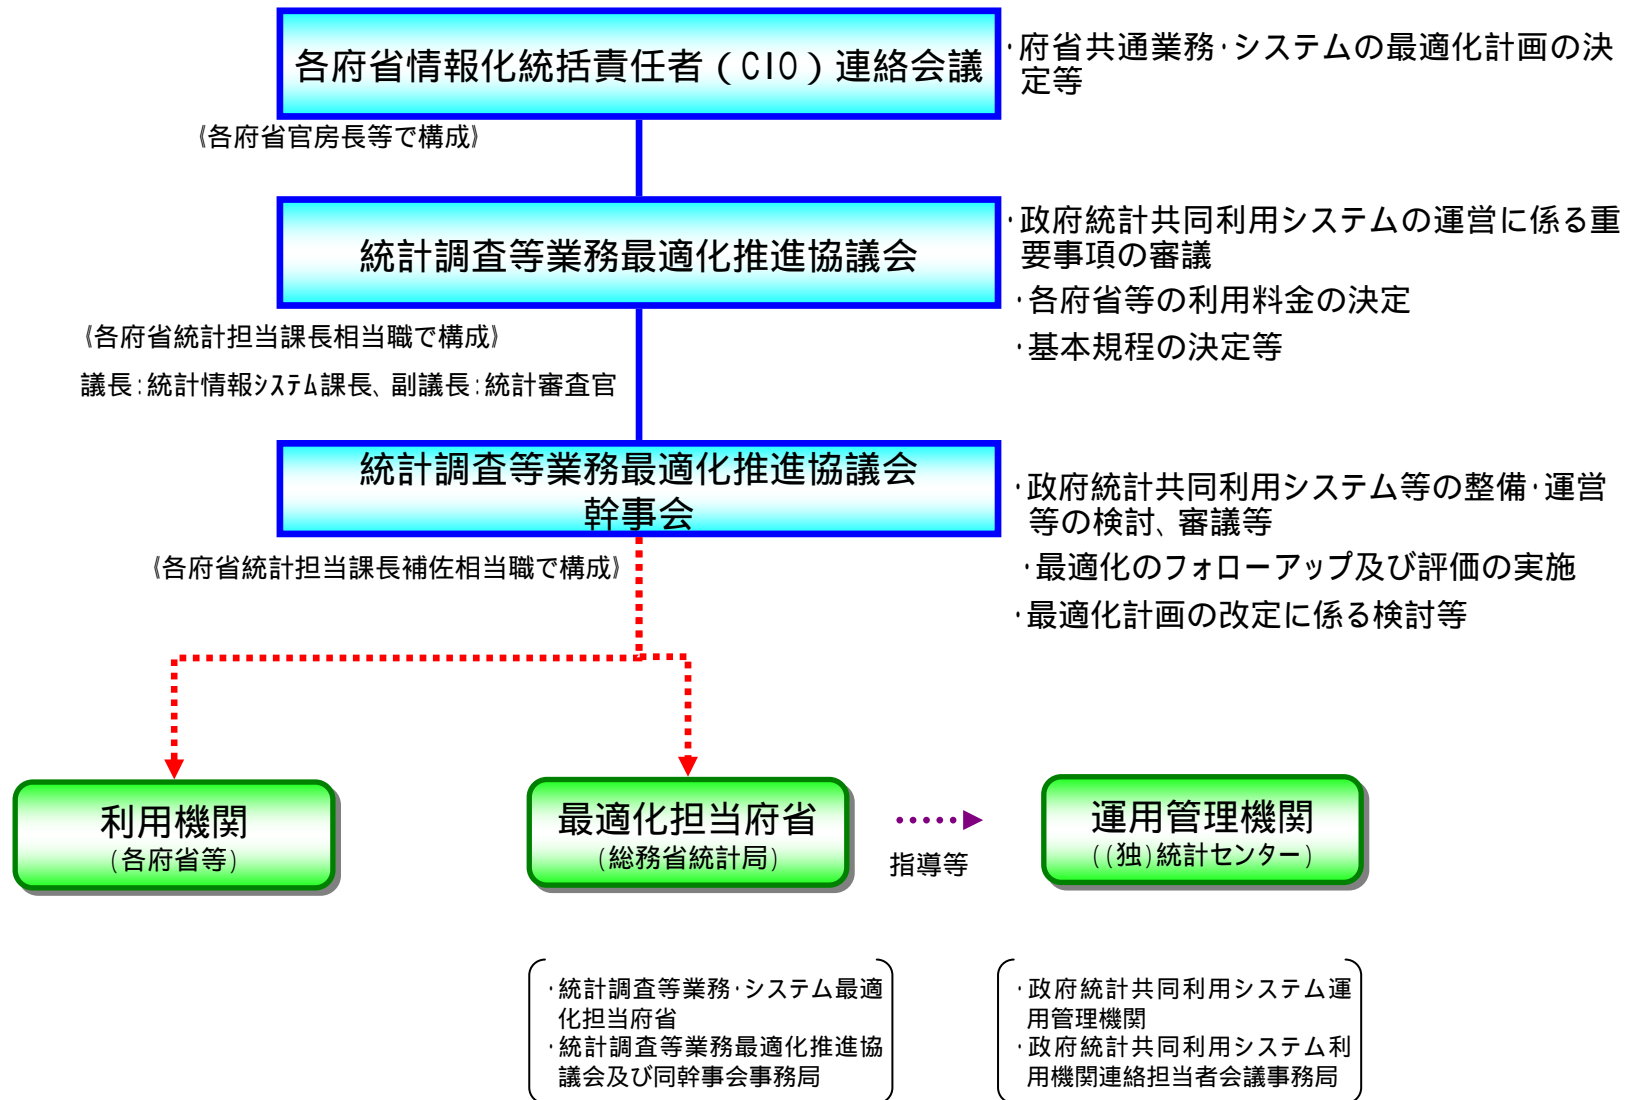 各府省情報化統括責任者（CIO）連絡会議
・府省共通業務・システムの最適化計画の決
定等
《各府省官房長等で構成》
統計調査等業務最適化推進協議会
・政府統計共同利用システムの運営に係る重
要事項の審議
・各府省等の利用料金の決定
・基本規程の決定等
《各府省統計担当課長相当職で構成》
議長：統計情報ｼｽﾃﾑ課長、副議長：統計審査官
統計調査等業務最適化推進協議会
幹事会
・政府統計共同利用システム等の整備・運営
等の検討、審議等
・最適化のフォローアップ及び評価の実施
・最適化計画の改定に係る検討等
《各府省統計担当課長補佐相当職で構成》
利用機関
(各府省等)
最適化担当府省
(総務省統計局)
指導等
運用管理機関
((独)統計センター)
・統計調査等業務・システム最適
化担当府省
・統計調査等業務最適化推進協
議会及び同幹事会事務局
・政府統計共同利用システム運
用管理機関
・政府統計共同利用システム利
用機関連絡担当者会議事務局